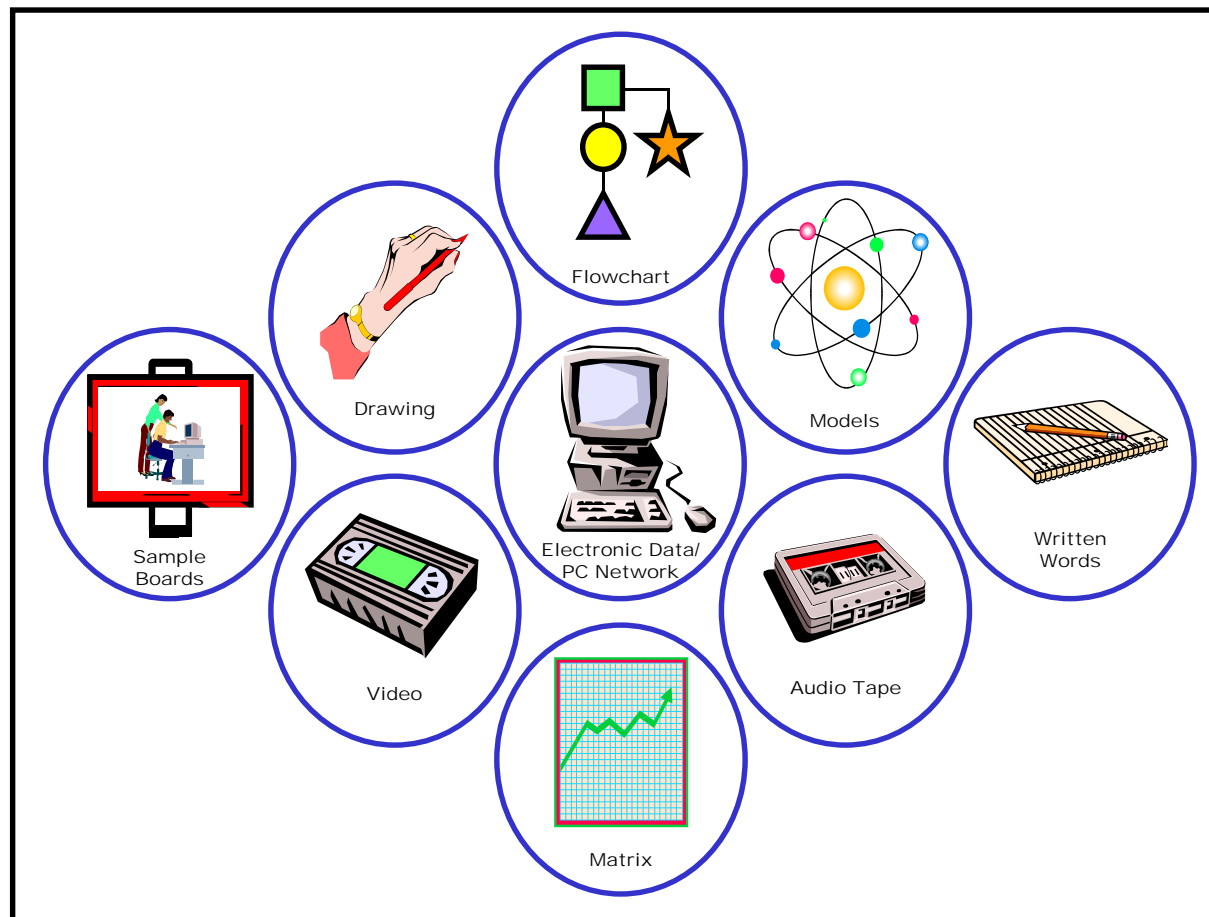 Flowchart
Drawing
Models
Sample
Boards
Electronic Data/
PC Network
Written
Words
Video
Audio Tape
Matrix